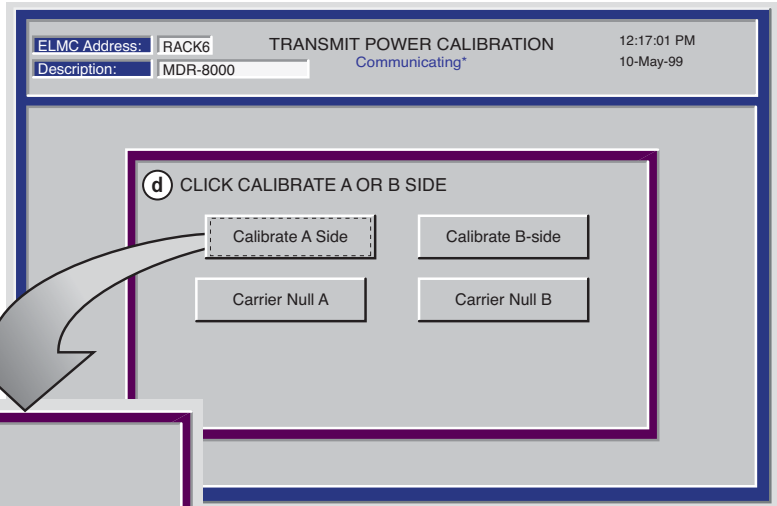 ELMC Address: RACK6 TRANSMIT POWER CALIBRATION 12:17:01 PM
Description: MDR-8000 Communicating* 10-May-99
d CLICK CALIBRATE A OR B SIDE
Calibrate A Side Calibrate B-side
Carrier Null A Carrier Null B